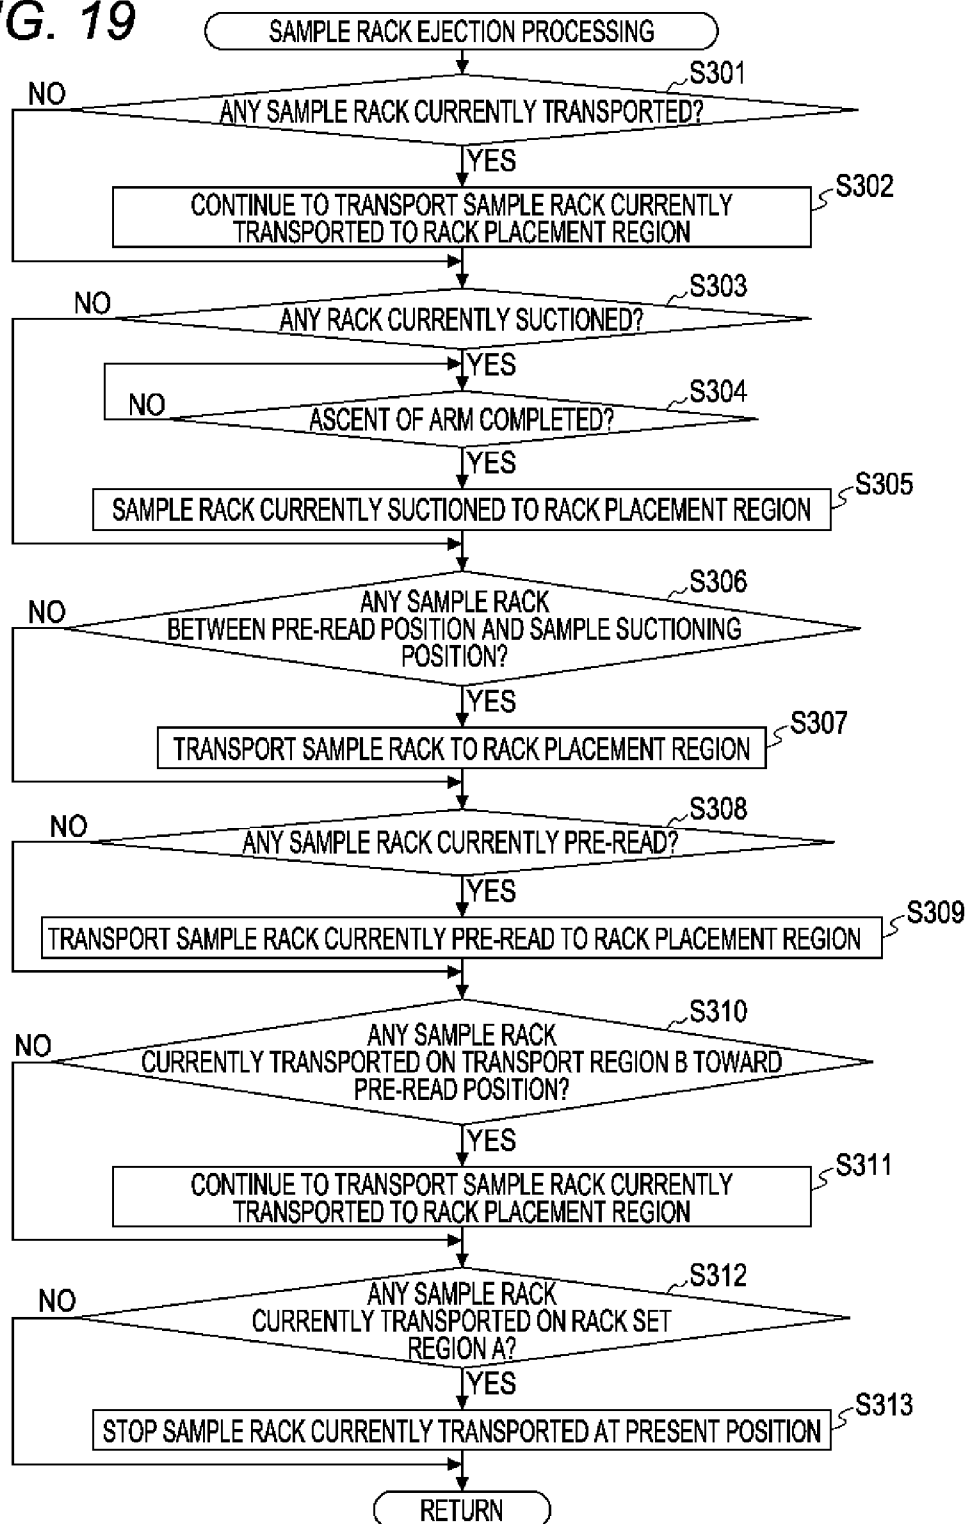 G. 19
SAMPLE RACK EJECTION PROCESSING
S301
NO
ANY SAMPLE RACK CURRENTLY TRANSPORTED?
YES
S302
CONTINUE TO TRANSPORT SAMPLE RACK CURRENTLY
TRANSPORTED TO RACK PLACEMENT REGION
S303
NO
ANY RACK CURRENTLY SUCTIONED?
YES
S304
NO
ASCENT OF ARM COMPLETED?
YES
S305
SAMPLE RACK CURRENTLY SUCTIONED TO RACK PLACEMENT REGION
S306
NO
ANY SAMPLE RACK
BETWEEN PRE-READ POSITION AND SAMPLE SUCTIONING
POSITION?
YES
S307
TRANSPORT SAMPLE RACK TO RACK PLACEMENT REGION
S308
NO
ANY SAMPLE RACK CURRENTLY PRE-READ?
YES
S309
TRANSPORT SAMPLE RACK CURRENTLY PRE-READ TO RACK PLACEMENT REGION
S310
NO
ANY SAMPLE RACK
CURRENTLY TRANSPORTED ON TRANSPORT REGION B TOWARD
PRE-READ POSITION?
YES
S311
CONTINUE TO TRANSPORT SAMPLE RACK CURRENTLY
TRANSPORTED TO RACK PLACEMENT REGION
S312
NO
ANY SAMPLE RACK
CURRENTLY TRANSPORTED ON RACK SET
REGION A?
YES
S313
STOP SAMPLE RACK CURRENTLY TRANSPORTED AT PRESENT POSITION
RETURN